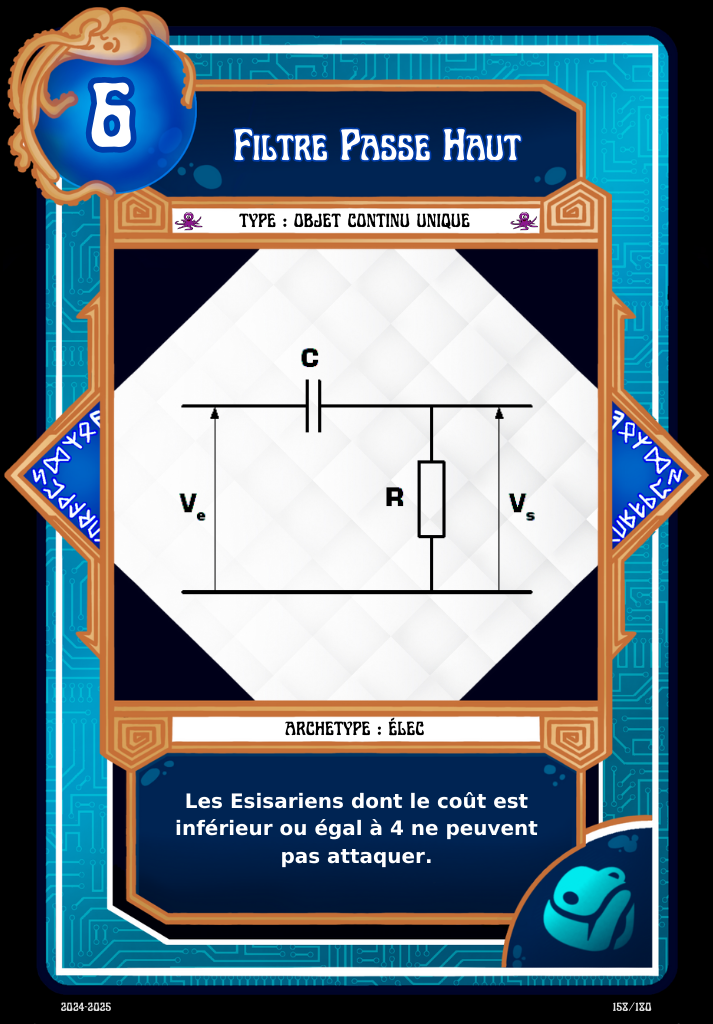 6
Filtre Passe Haut
TYPE : OBJET CONTINU UNIQUE
C
Ve
R
Vs
ARCHETYPE : ÉLEC
Les Esisariens dont le coût est
inférieur ou égal à 4 ne peuvent
pas attaquer.
2024-2025
158/180